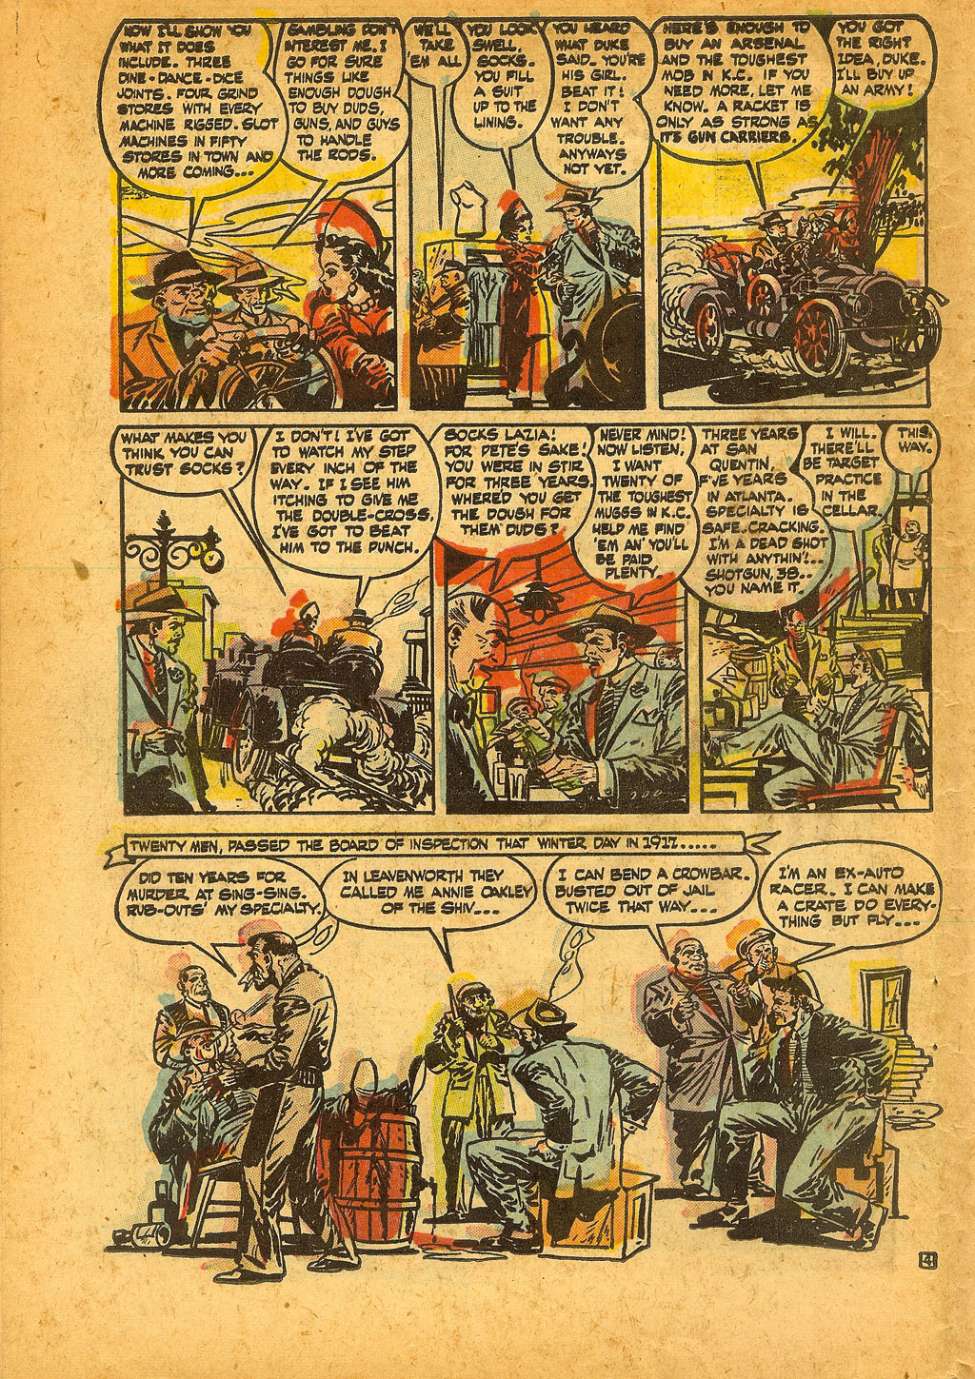 NOW I'LL SHOW YOU
WHAT IT DOES
INCLUDE. THREE
DINE-DANCE-DICE
JOINTS. FOUR GRIND
STORES WITH EVERY
MACHINE RIGGED. SLOT
MACHINES IN FIFTY
STORES IN TOWN AND
MORE COMING...
GAMBLING DON'T
INTEREST ME. I
GO FOR SURE
THINGS LIKE
ENOUGH DOUGH
TO BUY DUDS,
GUNS, AND GUYS
TO HANDLE
THE RODS.
WE'LL
TAKE
'EM ALL
YOU LOOK
SWELL,
SOCKS.
YOU FILL
A SUIT
UP TO THE
LINING.
YOU HEARD
WHAT DUKE
SAID. YOU'RE
HIS GIRL.
BEAT IT!
I DON'T
WANT ANY
TROUBLE.
ANYWAYS
NOT YET.
HERE'S ENOUGH TO
BUY AN ARSENAL
AND THE TOUGHEST
MOB IN K.C. IF YOU
NEED MORE, LET ME
KNOW. A RACKET IS
ONLY AS STRONG AS
IT'S GUN CARRIERS.
YOU GOT
THE RIGHT
IDEA, DUKE.
I'LL BUY UP
AN ARMY!
WHAT MAKES YOU
THINK YOU CAN
TRUST SOCKS?
I DON'T! I'VE GOT
TO WATCH MY STEP
EVERY INCH OF THE
WAY. IF I SEE HIM
ITCHING TO GIVE ME
THE DOUBLE-CROSS,
I'VE GOT TO BEAT
HIM TO THE PUNCH.
SOCKS LAZIA!
FOR PETE'S SAKE!
YOU WERE IN STIR
FOR THREE YEARS.
WHERED YOU GET
THE DOUGH FOR
THEM DUDS?
NEVER MIND!
NOW LISTEN,
I WANT
TWENTY OF
THE TOUGHEST
MUGGS IN K.C.
HELP ME FIND
'EM AN' YOU'LL
BE PAID
PLENTY.
THREE YEARS
AT SAN
QUENTIN,
FIVE YEARS
IN ATLANTA.
SPECIALTY IS
SAFE-CRACKING.
I'M A DEAD SHOT
WITH ANYTHIN'!..
SHOTGUN, 38..
YOU NAME IT.
I WILL.
THERE'LL
BE TARGET
PRACTICE
IN THE
CELLAR.
THIS
WAY.
TWENTY MEN, PASSED THE BOARD OF INSPECTION THAT WINTER DAY IN 1917.....
DID TEN YEARS FOR
MURDER AT SING-SING.
RUB-OUTS' MY SPECIALTY.
IN LEAVENWORTH THEY
CALLED ME ANNIE OAKLEY
OF THE SHIV...
I CAN BEND A CROWBAR.
BUSTED OUT OF JAIL
TWICE THAT WAY...
I'M AN EX-AUTO
RACER. I CAN MAKE
A CRATE DO EVERY-
THING BUT FLY...
4